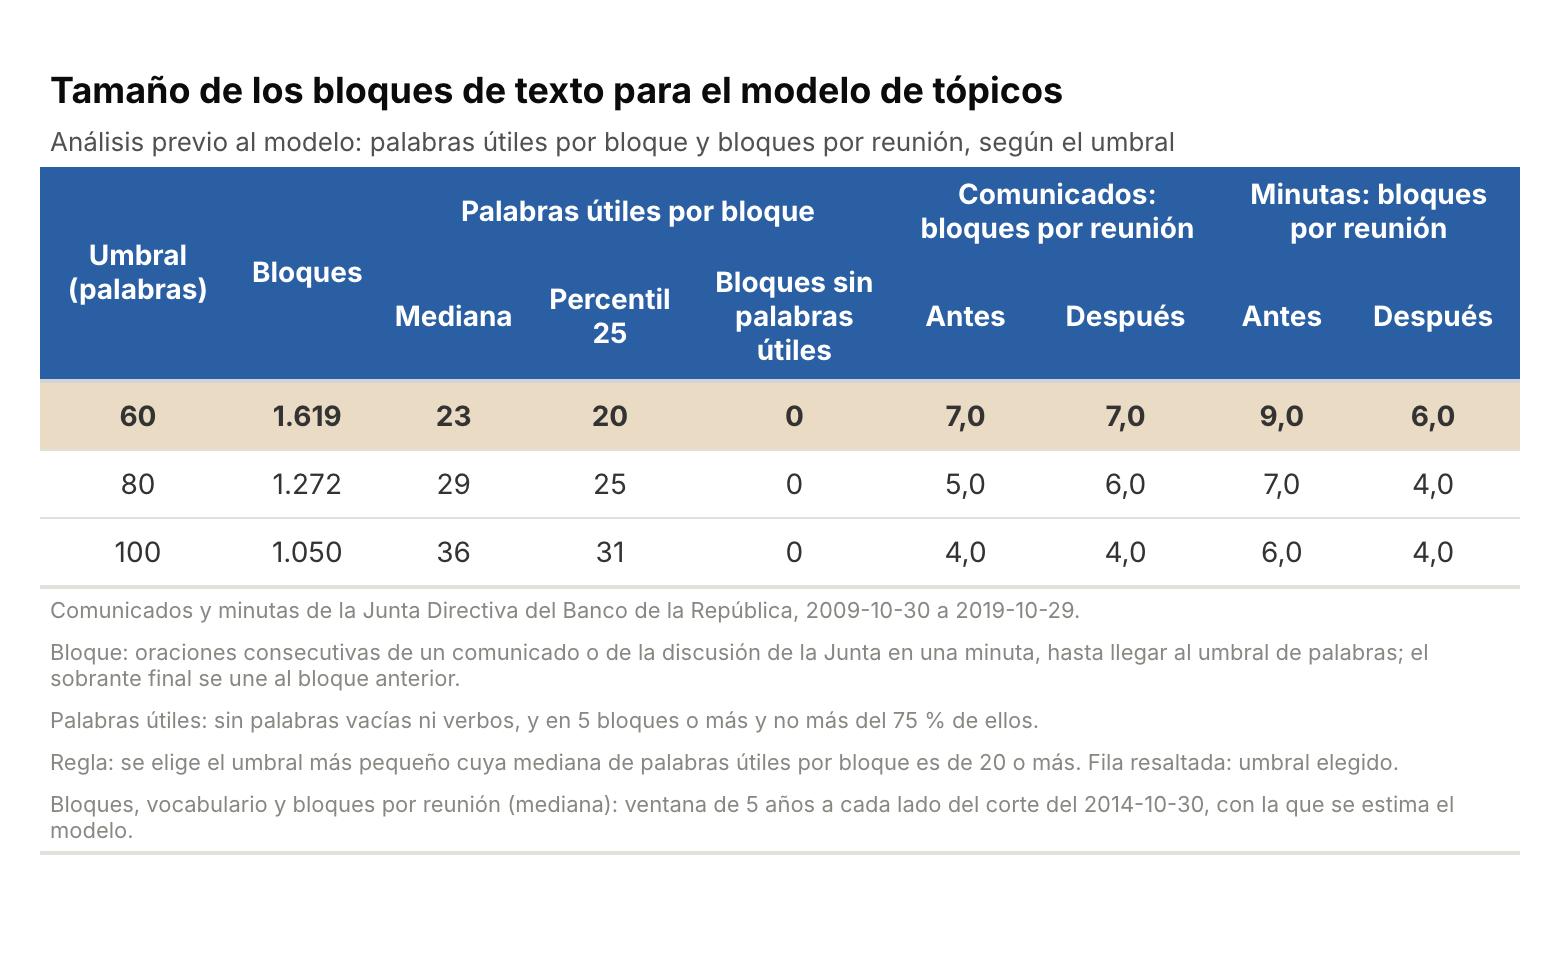 Tamaño de los bloques de texto para el modelo de tópicos
Análisis previo al modelo: palabras útiles por bloque y bloques por reunión, según el umbral
Umbral
(palabras)
Bloques
Palabras útiles por bloque
Comunicados:
bloques por reunión
Minutas: bloques
por reunión
Mediana
Percentil
25
Bloques sin
palabras
útiles
Antes
Después
Antes
Después
60 1.619 23 20 0 7,0 7,0 9,0 6,0
80 1.272 29 25 0 5,0 6,0 7,0 4,0
100 1.050 36 31 0 4,0 4,0 6,0 4,0
Comunicados y minutas de la Junta Directiva del Banco de la República, 2009-10-30 a 2019-10-29.
Bloque: oraciones consecutivas de un comunicado o de la discusión de la Junta en una minuta, hasta llegar al umbral de palabras; el
sobrante final se une al bloque anterior.
Palabras útiles: sin palabras vacías ni verbos, y en 5 bloques o más y no más del 75 % de ellos.
Regla: se elige el umbral más pequeño cuya mediana de palabras útiles por bloque es de 20 o más. Fila resaltada: umbral elegido.
Bloques, vocabulario y bloques por reunión (mediana): ventana de 5 años a cada lado del corte del 2014-10-30, con la que se estima el
modelo.